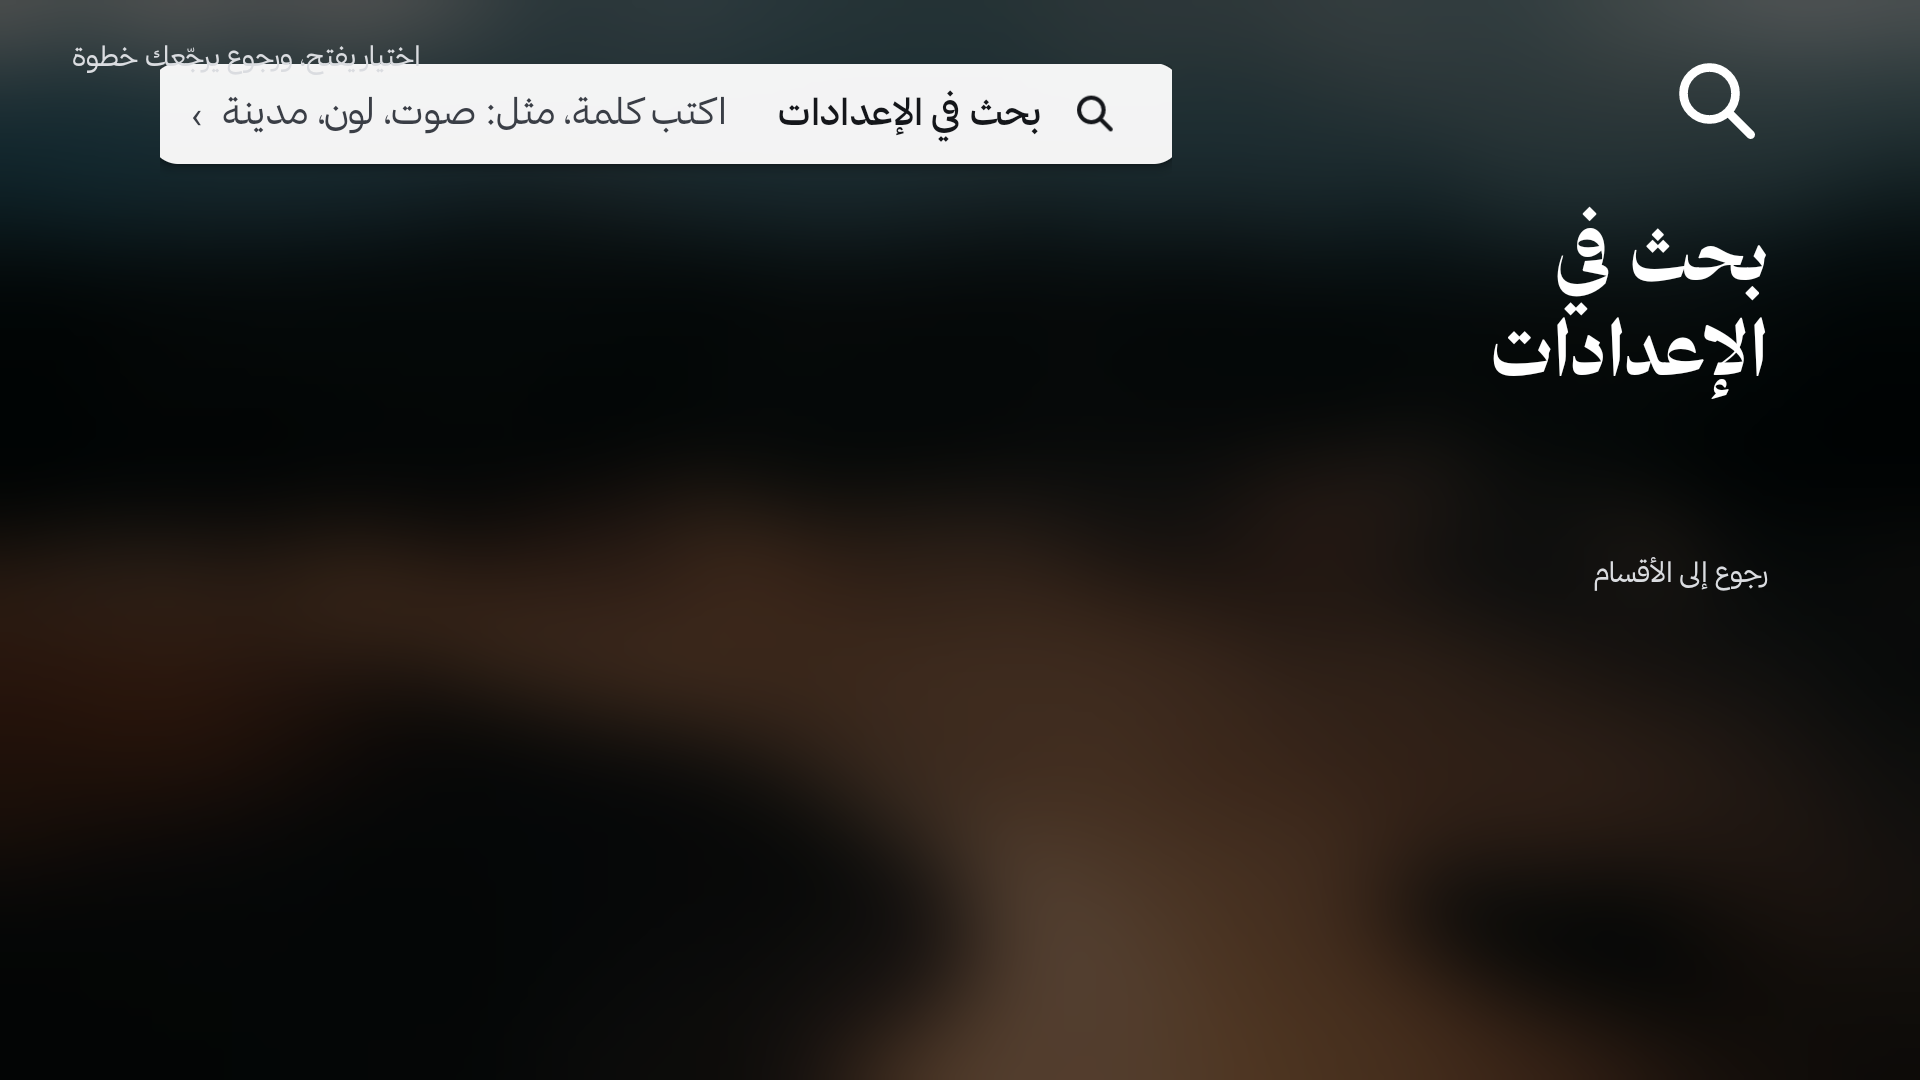 اختيار يفتح، ورجوع يرجّعك خطوة
بحث في الإعدادات
اكتب كلمة، مثل: صوت، لون، مدينة ›
بحث في
الإعدادات
رجوع إلى الأقسام